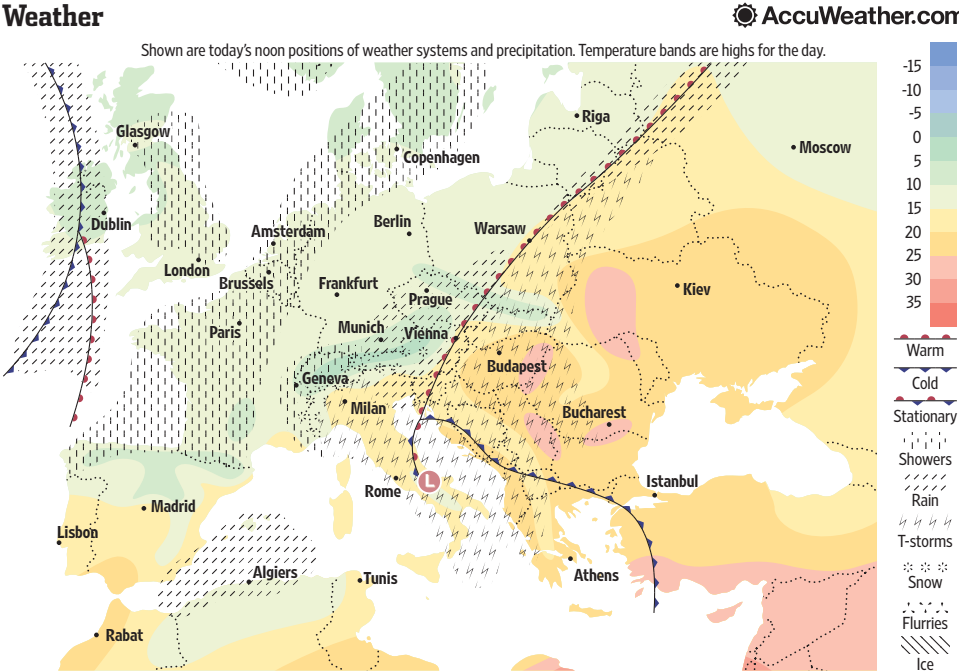 Weather
AccuWeather.com
Shown are today's noon positions of weather systems and precipitation. Temperature bands are highs for the day.
-15
-10
-5
0
5
10
15
20
25
30
35
Warm
Cold
Stationary
Showers
Rain
T-storms
Snow
Flurries
Ice
Riga
Glasgow
Moscow
Copenhagen
Dublin
Berlin
Amsterdam
Warsaw
London
Brussels
Frankfurt
Kiev
Prague
Paris
Munich
Vienna
Budapest
Geneva
Milan
Bucharest
L
Rome
Istanbul
Madrid
Lisbon
Algiers
Tunis
Athens
Rabat